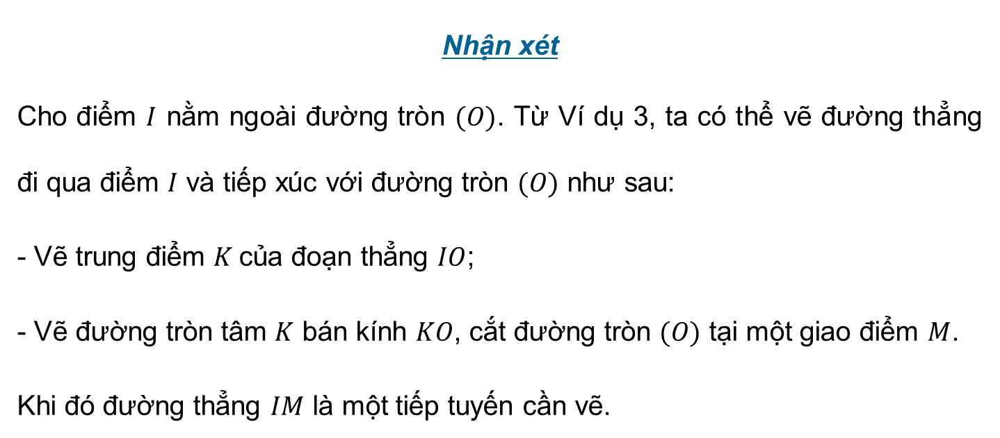 Nhận xét
Cho điểm I nằm ngoài đường tròn (O). Từ Ví dụ 3, ta có thể vẽ đường thẳng
đi qua điểm I và tiếp xúc với đường tròn (O) như sau:
- Vẽ trung điểm K của đoạn thẳng IO;
- Vẽ đường tròn tâm K bán kính KO, cắt đường tròn (O) tại một giao điểm M.
Khi đó đường thẳng IM là một tiếp tuyến cần vẽ.